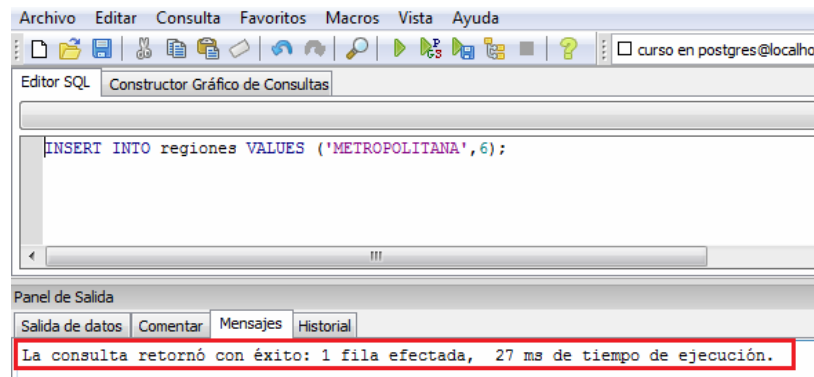 Archivo Editar Consulta Favoritos Macros Vista Ayuda
curso en postgres@localho
Editor SQL Constructor Gráfico de Consultas
INSERT INTO regiones VALUES ('METROPOLITANA',6);
Panel de Salida
Salida de datos Comentar Mensajes Historial
La consulta retornó con éxito: 1 fila efectada, 27 ms de tiempo de ejecución.